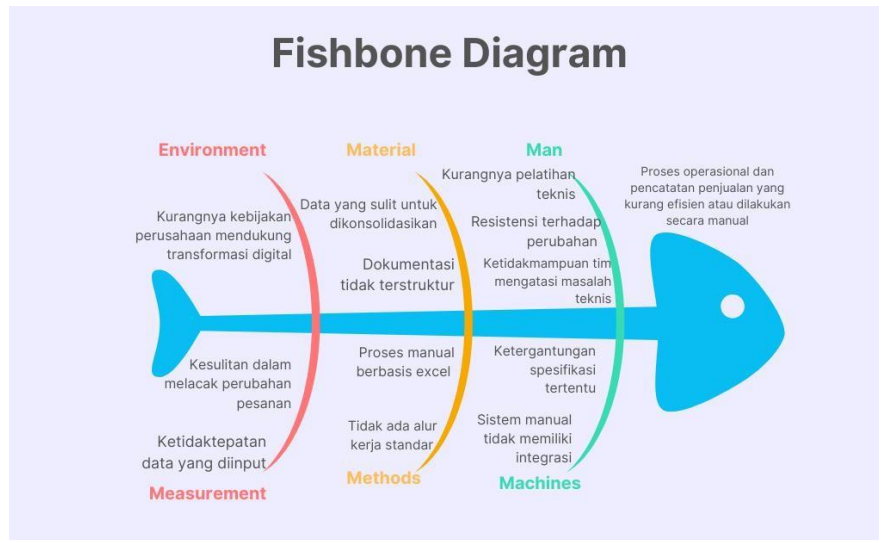 Fishbone Diagram
Environment
Kurangnya kebijakan
perusahaan mendukung
transformasi digital
Material
Data yang sulit untuk
dikonsolidasikan
Dokumentasi
tidak terstruktur
Man
Kurangnya pelatihan
teknis
Resistensi terhadap
perubahan
Ketidakmampuan tim
mengatasi masalah
teknis
Proses operasional dan
pencatatan penjualan yang
kurang efisien atau dilakukan
secara manual
Kesulitan dalam
melacak perubahan
pesanan
Ketidaktepatan
data yang diinput
Measurement
Proses manual
berbasis excel
Tidak ada alur
kerja standar
Methods
Ketergantungan
spesifikasi
tertentu
Sistem manual
tidak memiliki
integrasi
Machines